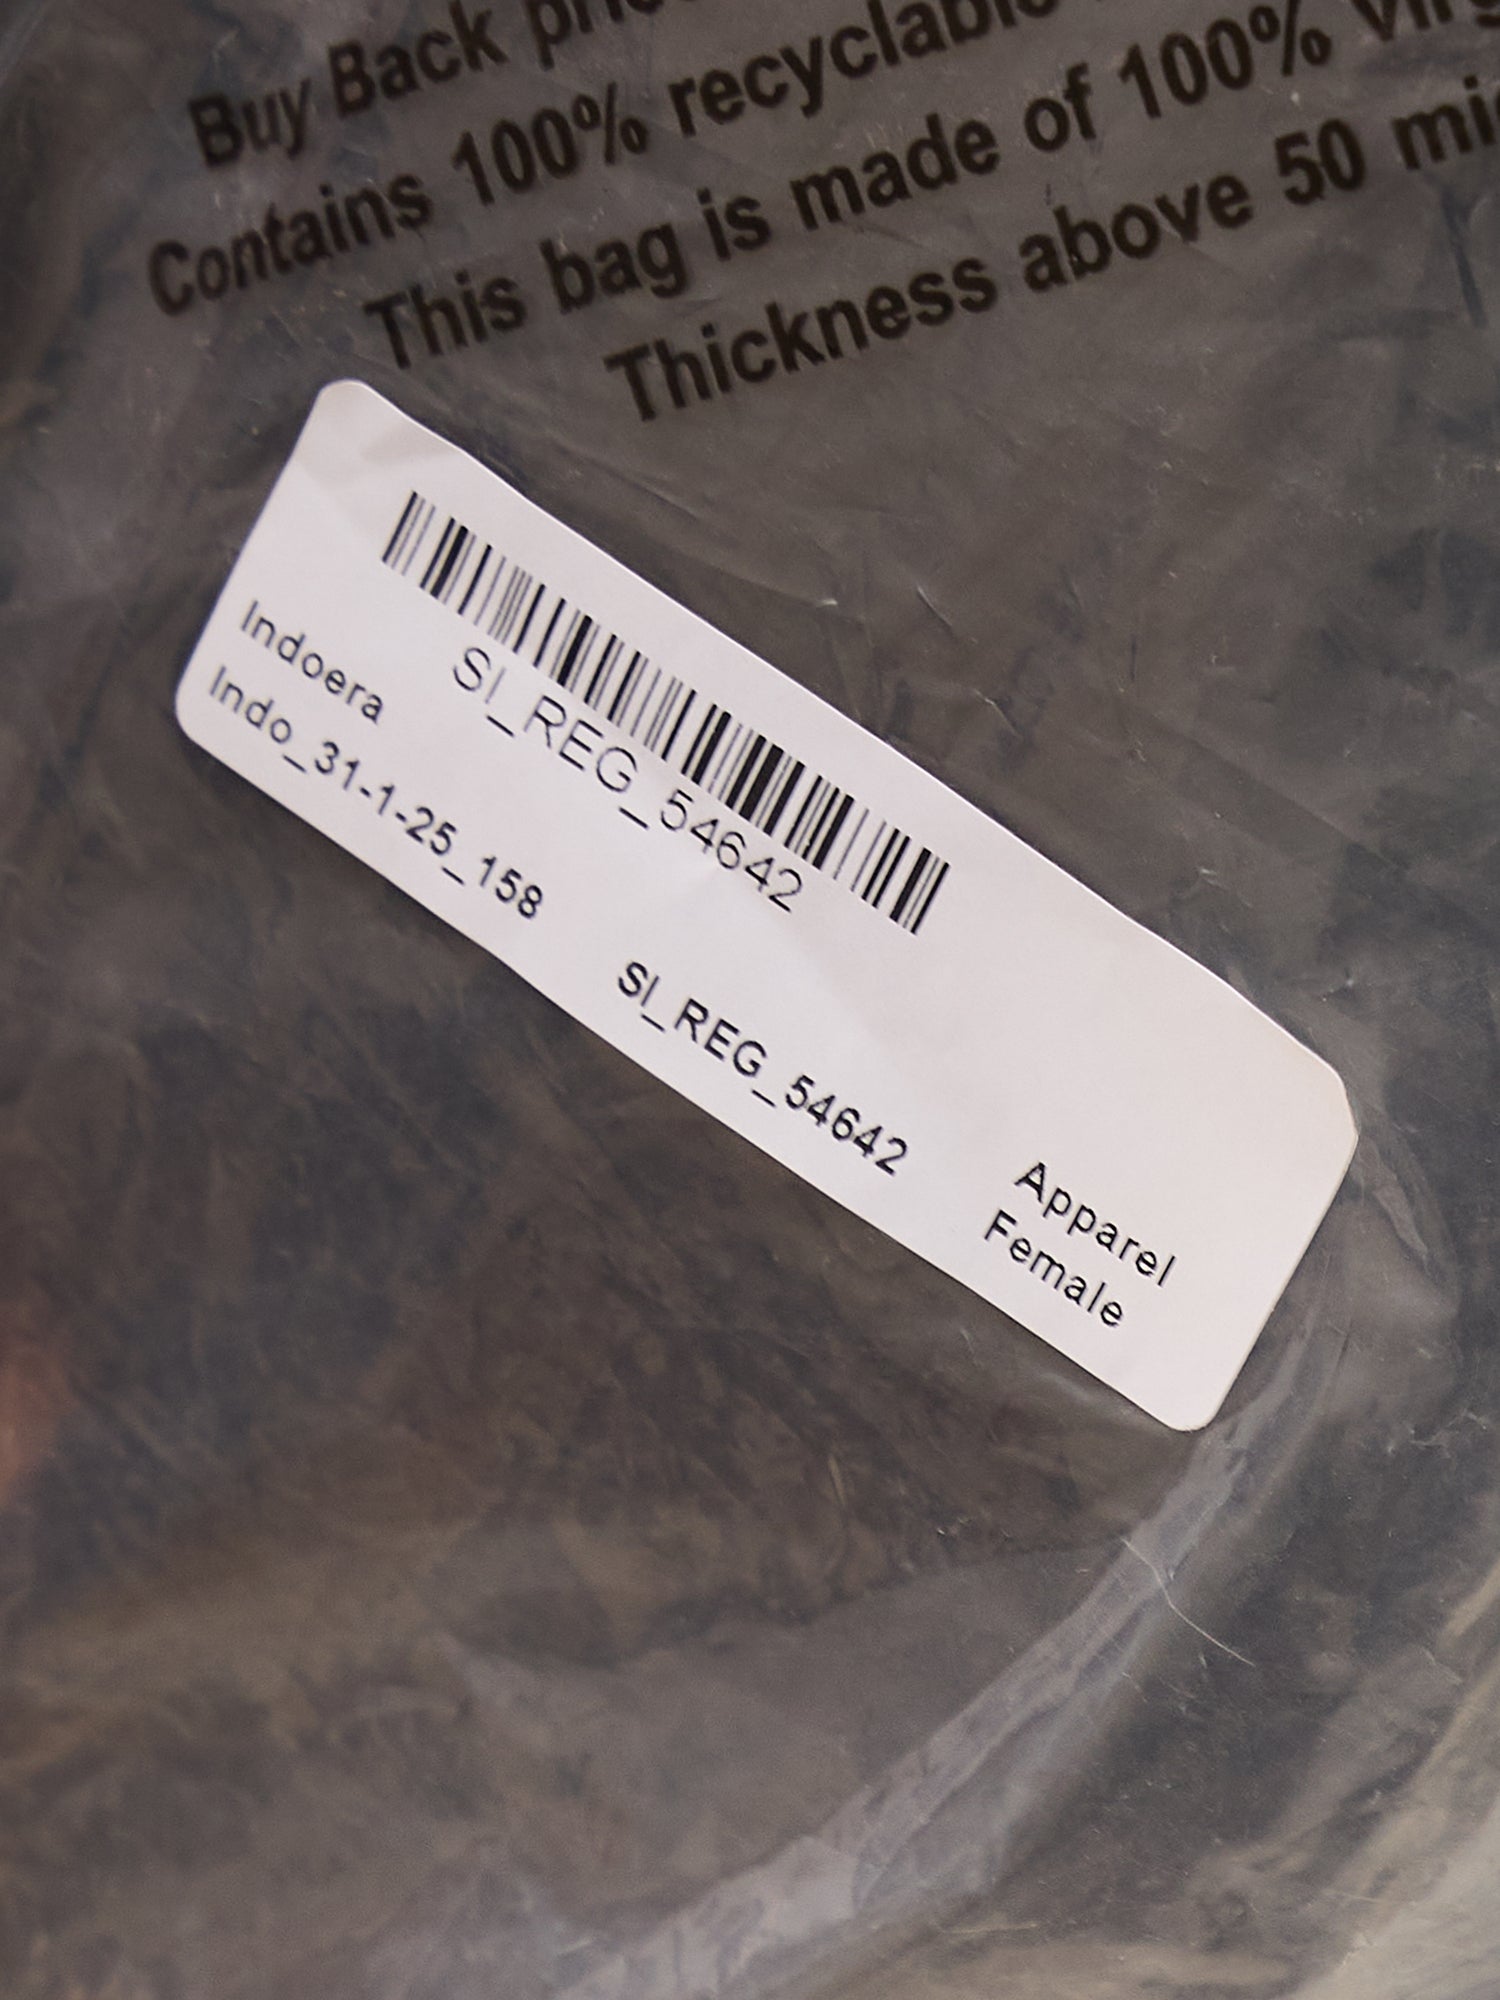 Buy Back
Contains 100% recyclable
This bag is made of 100%
Thickness above 50
SI_REG_54642
Indoera
Indo_31-1-25_158
SI_REG_54642
Apparel
Female